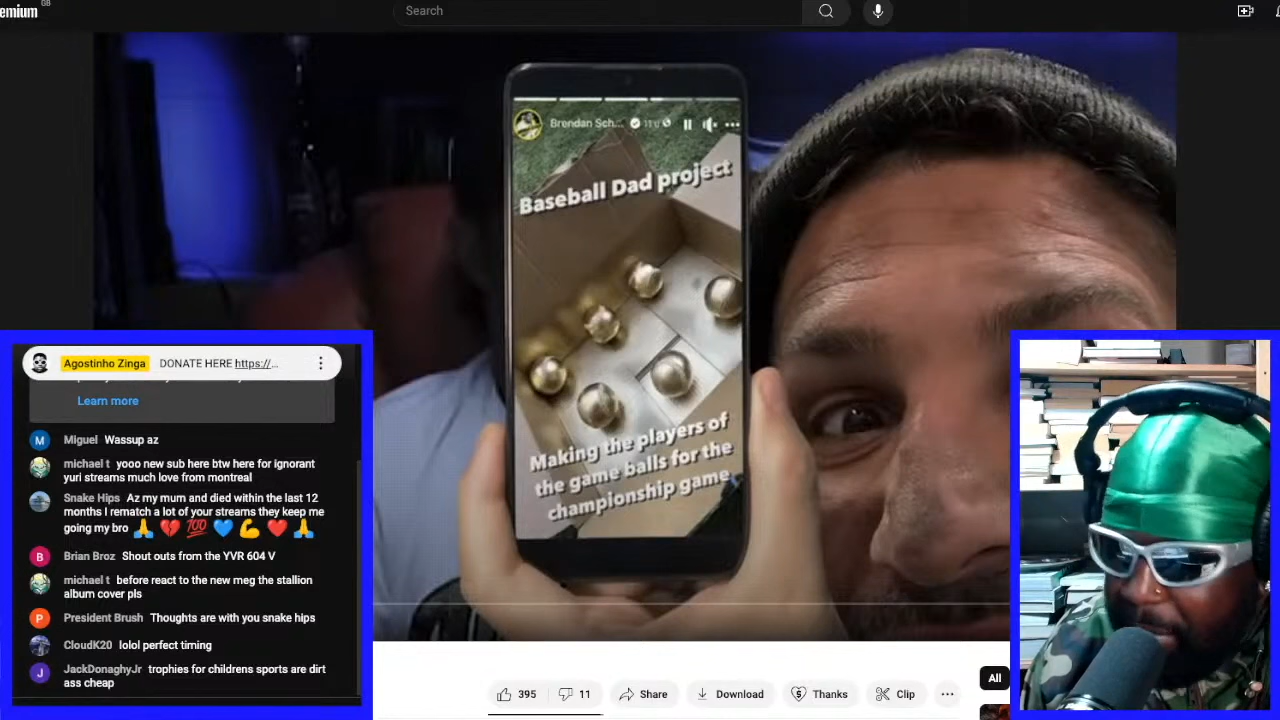 emium GB
Search
Brendan Sch...
Baseball Dad project
Making the players of
the game balls for the
championship game
Agostinho Zinga DONATE HERE https://...
Learn more
M Miguel Wassup az
michael t yooo new sub here btw here for ignorant
yuri streams much love from montreal
Snake Hips Az my mum and died within the last 12
months I rematch a lot of your streams they keep me
going my bro 🙏 💔 💯 💙 💪 ❤️ 🙏
B Brian Broz Shout outs from the YVR 604 V
michael t before react to the new meg the stallion
album cover pls
P President Brush Thoughts are with you snake hips
CloudK20 lolol perfect timing
J JackDonaghyJr trophies for childrens sports are dirt
ass cheap
395 11 Share Download Thanks Clip ...
All